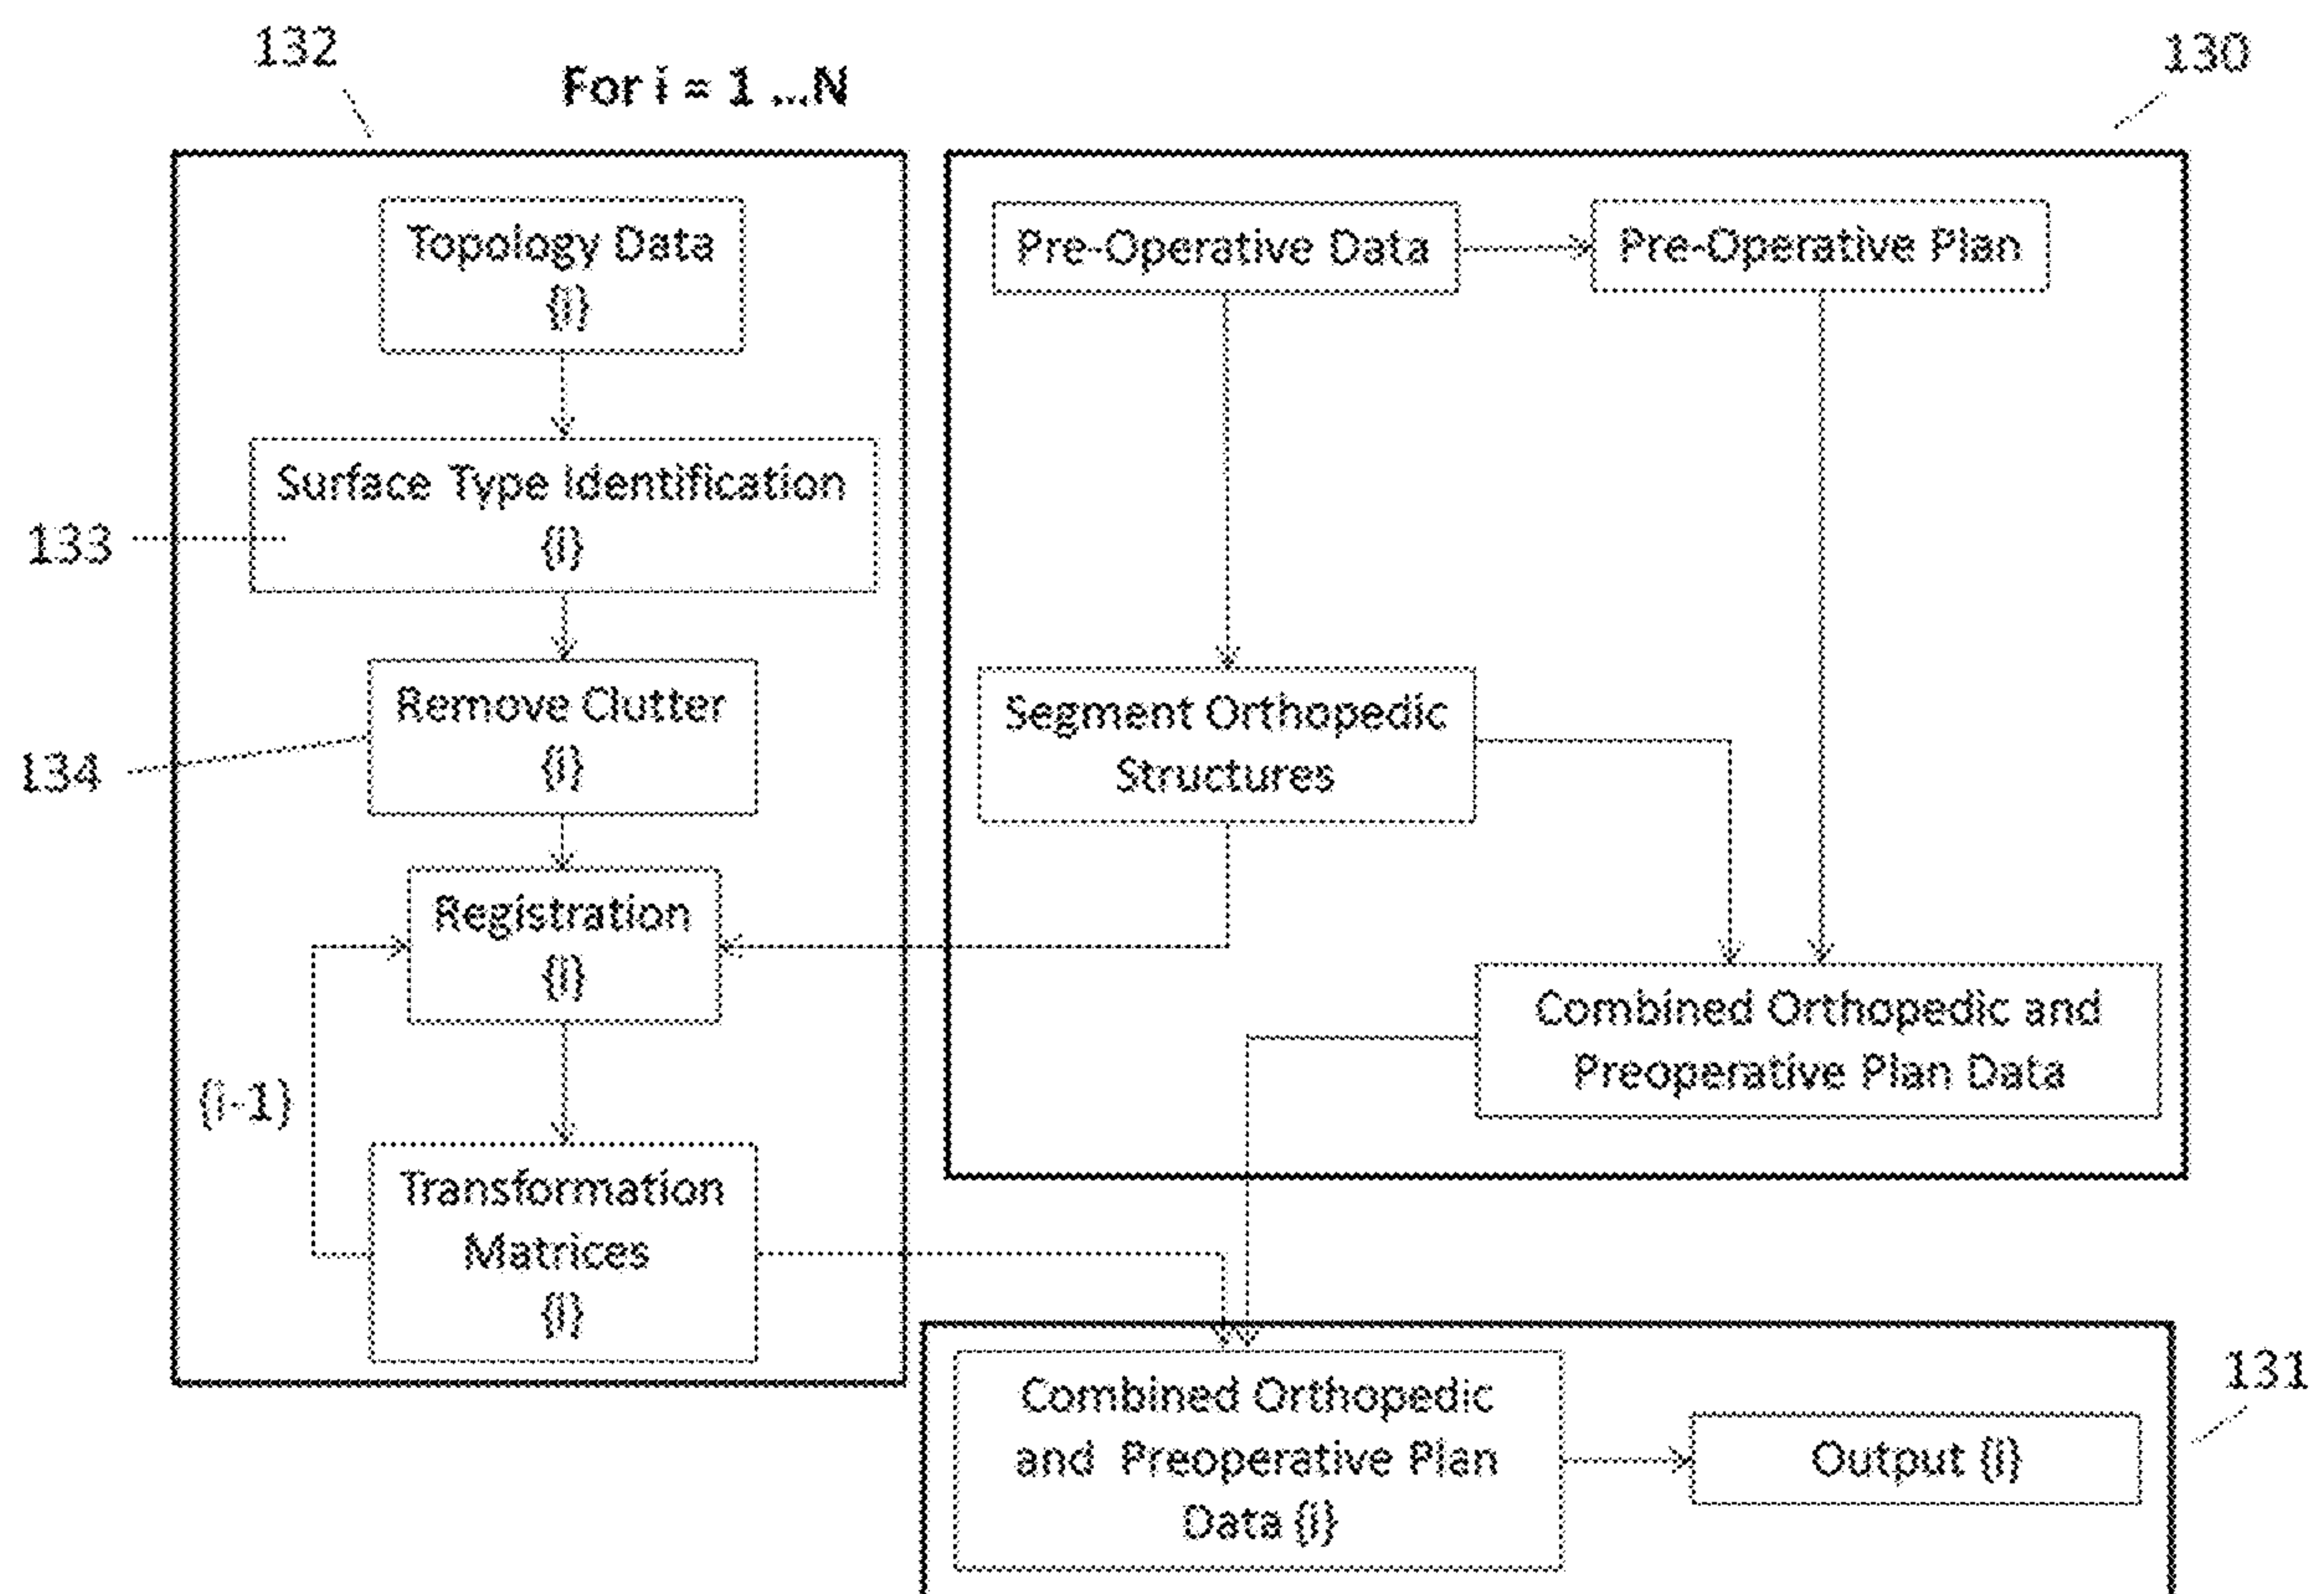 132
For i = 1 ...N
130
Topology Data
{i}
Pre-Operative Data
Pre-Operative Plan
Surface Type Identification
{i}
133
Remove Clutter
{i}
134
Segment Orthopedic
Structures
Registration
{i}
Combined Orthopedic and
Preoperative Plan Data
{i-1}
Transformation
Matrices
{i}
131
Combined Orthopedic
and Preoperative Plan
Data {i}
Output {i}